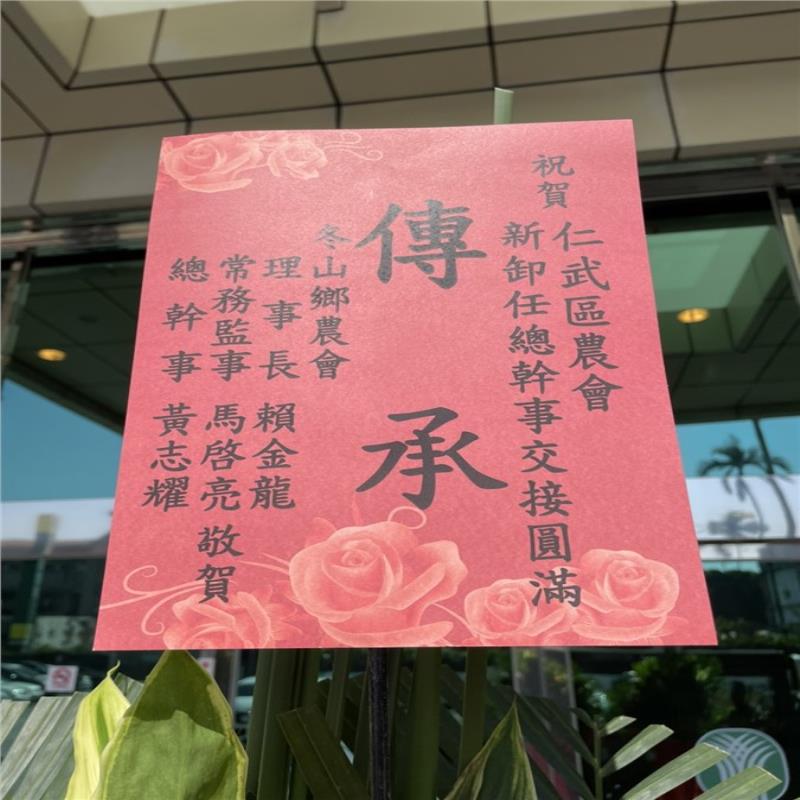 祝賀
仁武區農會
新卸任總幹事交接圓滿
傳承
冬山鄉農會
理事長 賴金龍
常務監事 馬啓亮
總幹事 黃志耀
敬賀